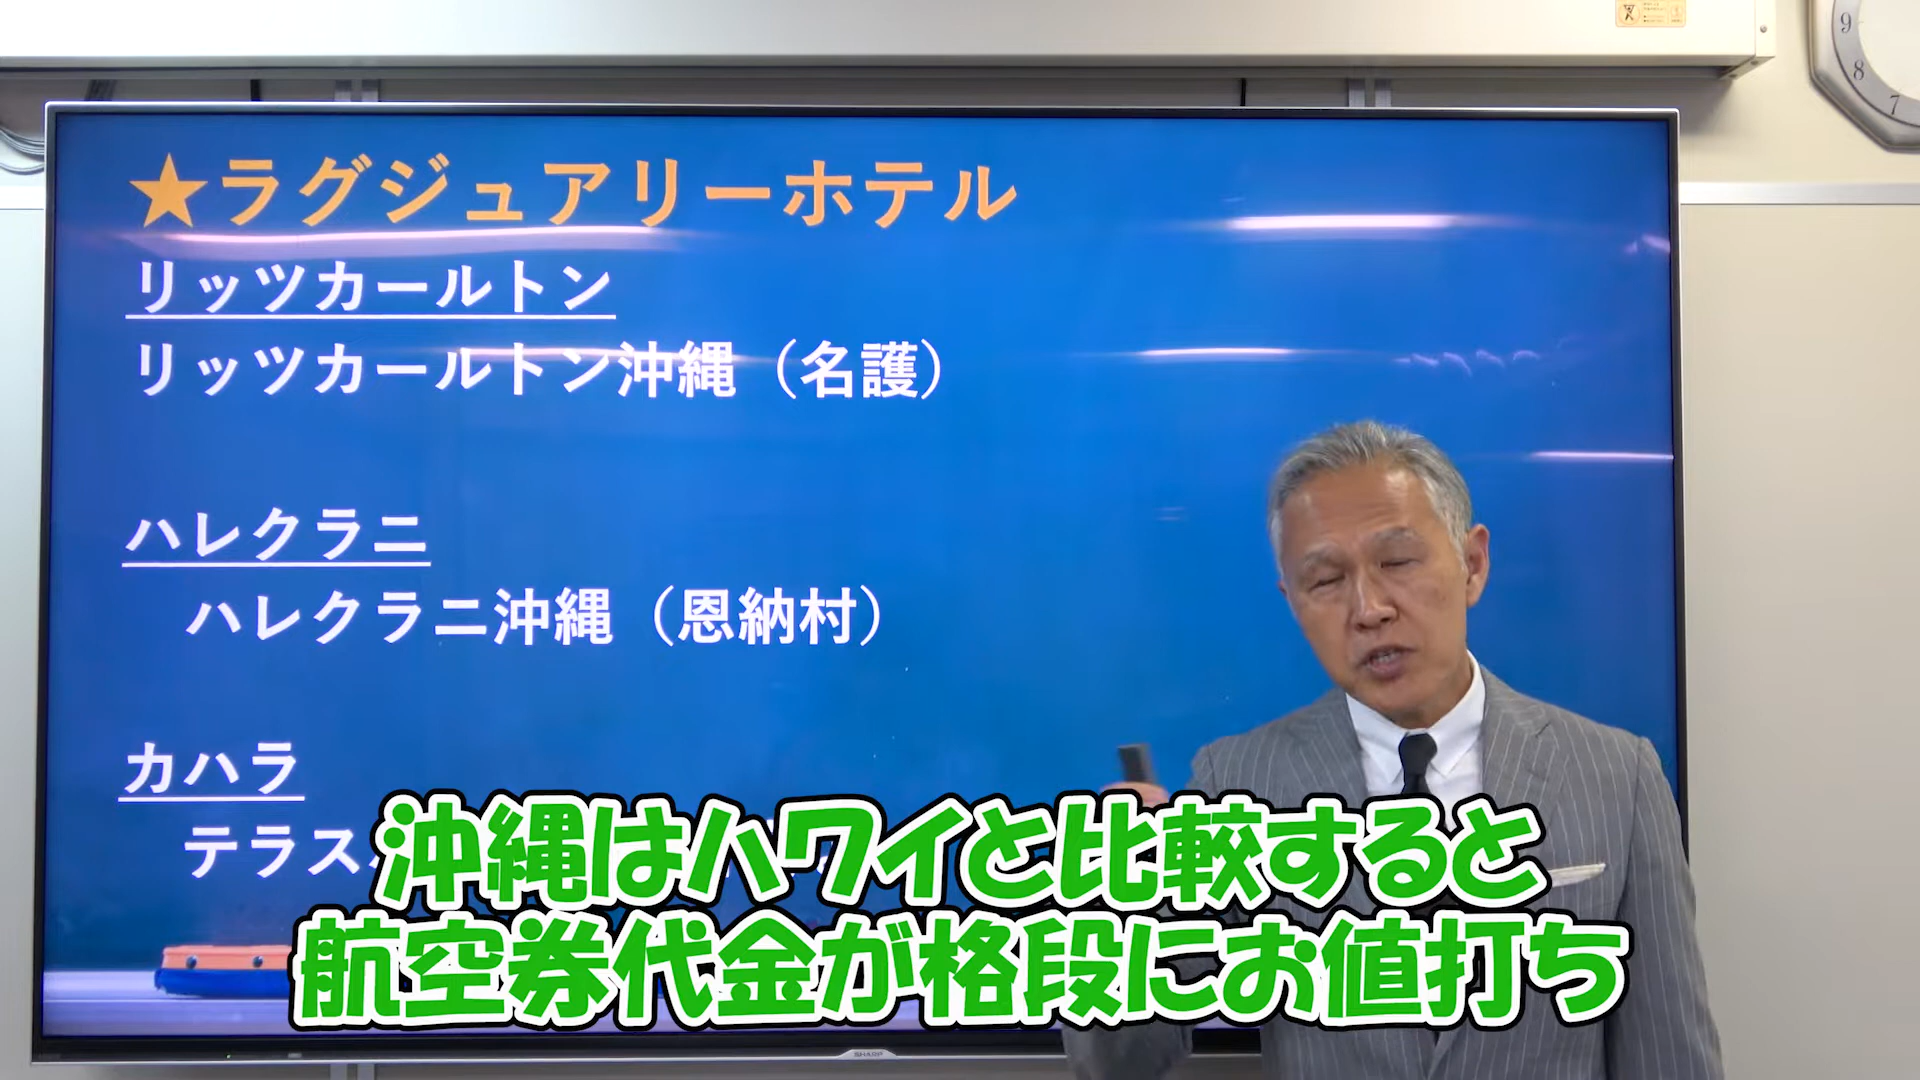 ★ラグジュアリーホテル
リッツカールトン
リッツカールトン沖縄（名護）
ハレクラニ
ハレクラニ沖縄（恩納村）
カハラ
テラス
沖縄はハワイと比較すると
航空券代金が格段にお値打ち
SHARP
9
8
7